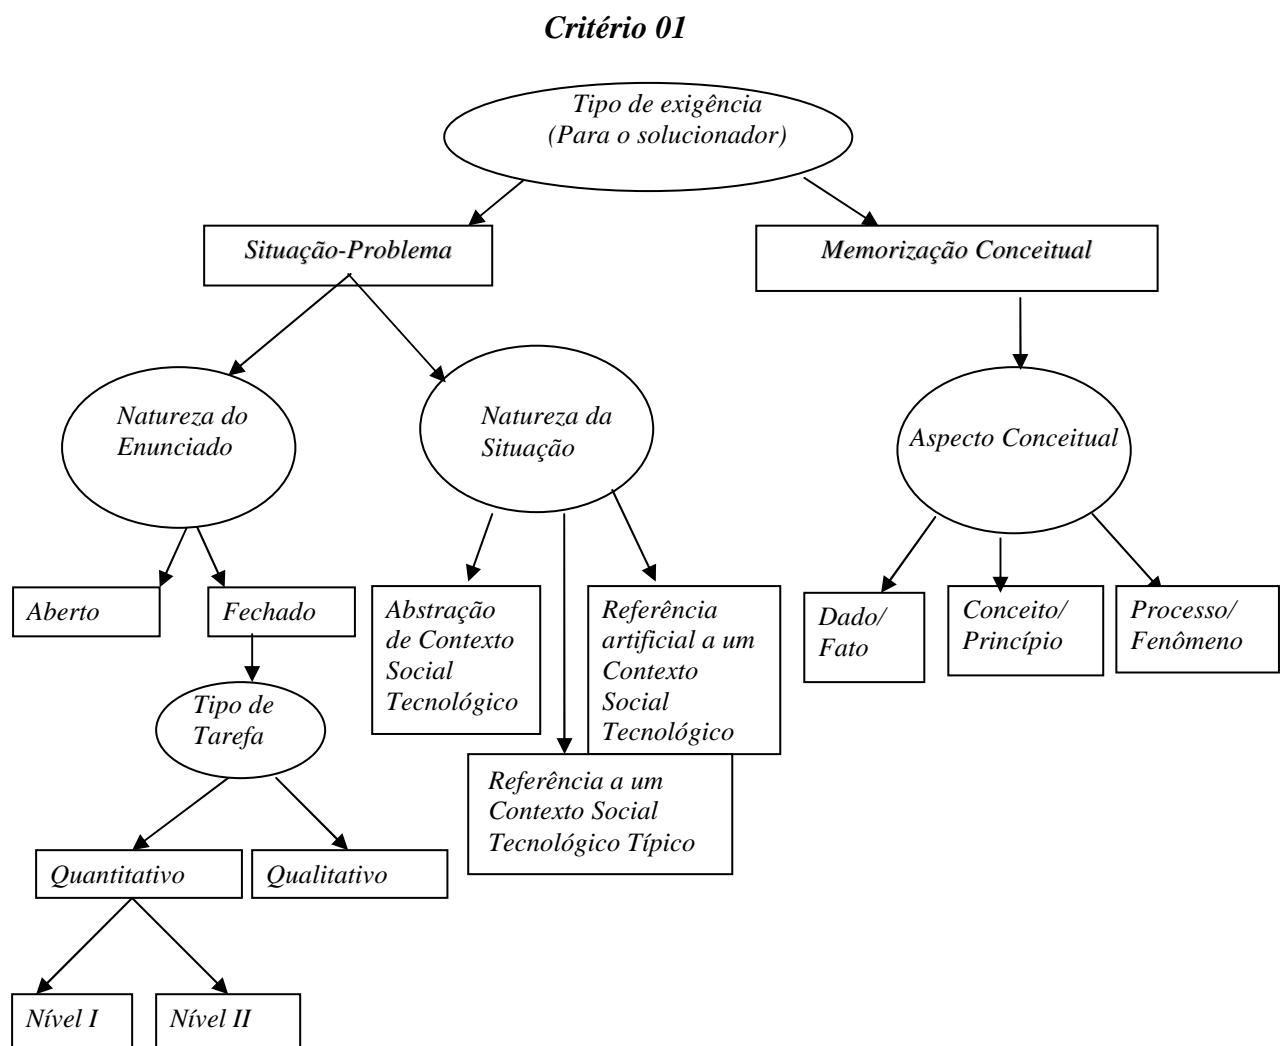 Critério 01
Tipo de exigência
(Para o solucionador)
Situação-Problema
Memorização Conceitual
Natureza do
Enunciado
Natureza da
Situação
Aspecto Conceitual
Aberto
Fechado
Abstração
de Contexto
Social
Tecnológico
Referência
artificial a um
Contexto
Social
Tecnológico
Dado/
Fato
Conceito/
Princípio
Processo/
Fenômeno
Tipo de
Tarefa
Referência a um
Contexto Social
Tecnológico Típico
Quantitativo
Qualitativo
Nível I
Nível II